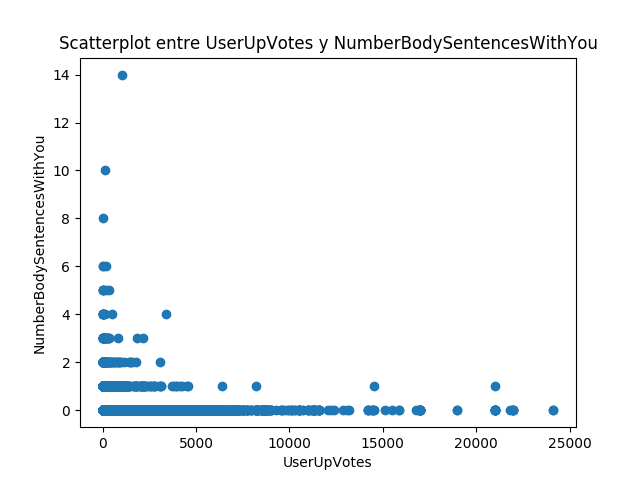 Scatterplot entre UserUpVotes y NumberBodySentencesWithYou
NumberBodySentencesWithYou
14
12
10
8
6
4
2
0
0 5000 10000 15000 20000 25000
UserUpVotes